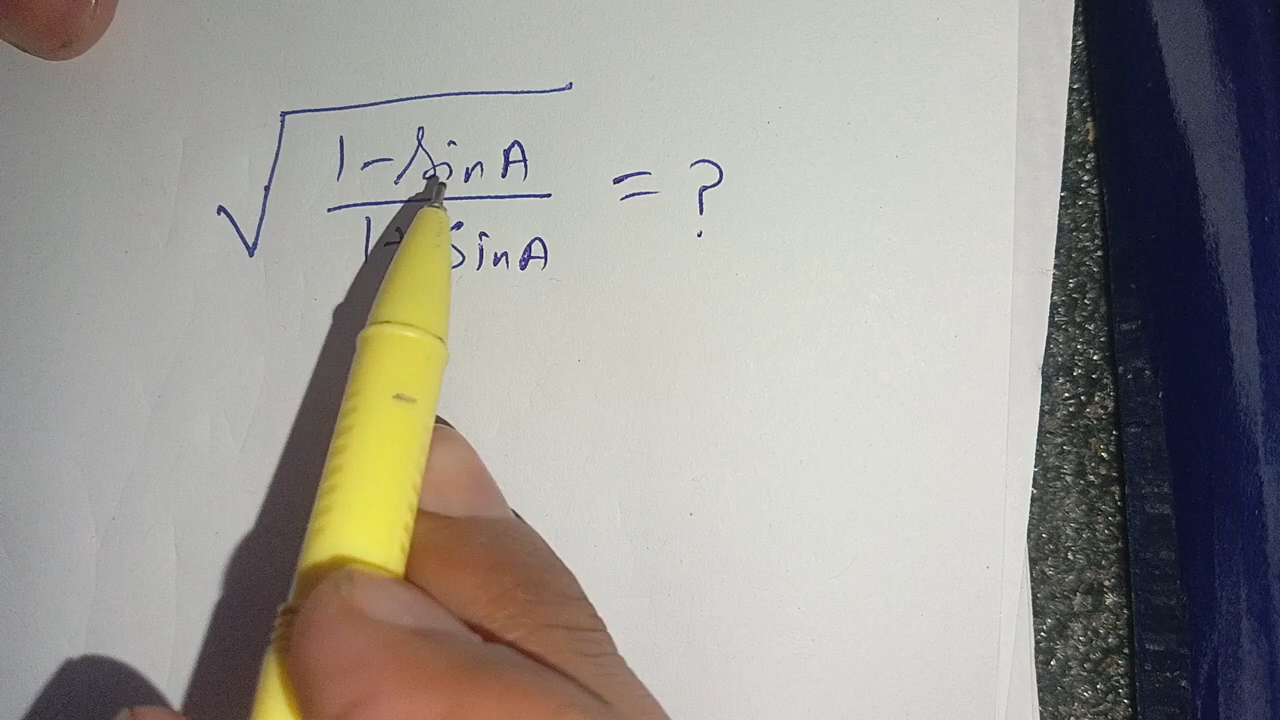 √(1-sinA / 1+sinA) = ?